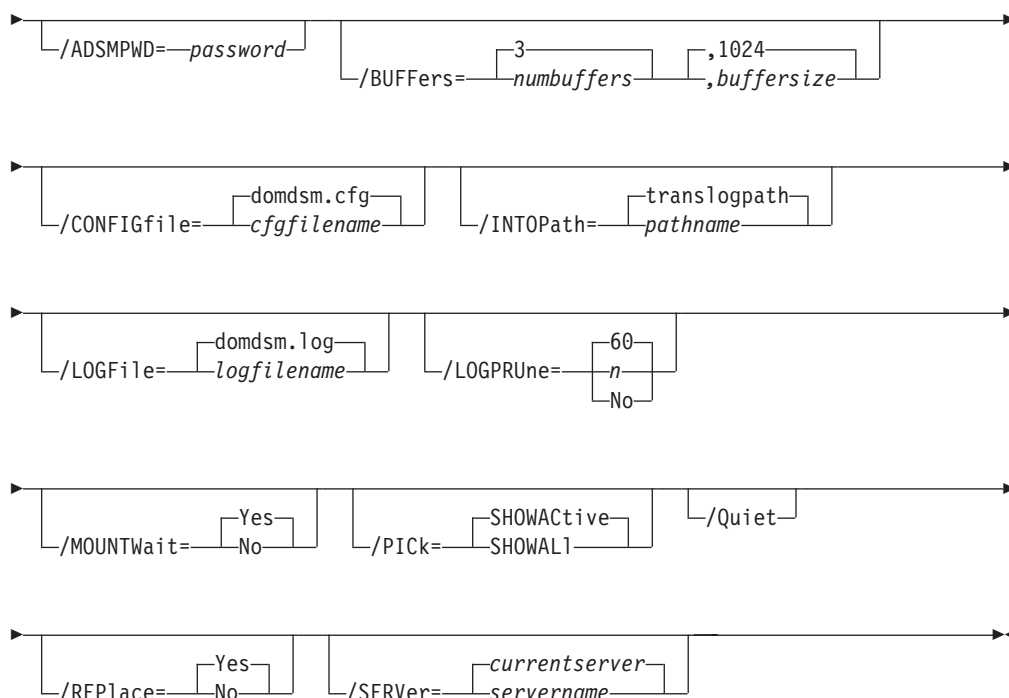 /ADSMPWD= password
3 ,1024
/BUFFers= numbuffers ,buffersize
domdsm.cfg translogpath
/CONFIGfile= cfgfilename /INTOPath= pathname
domdsm.log 60
/LOGFile= logfilename /LOGPRUne= n
No
Yes SHOWACtive /Quiet
/MOUNTWait= No /PICk= SHOWALl
Yes currentserver
/REPlace= No /SERVer= servername